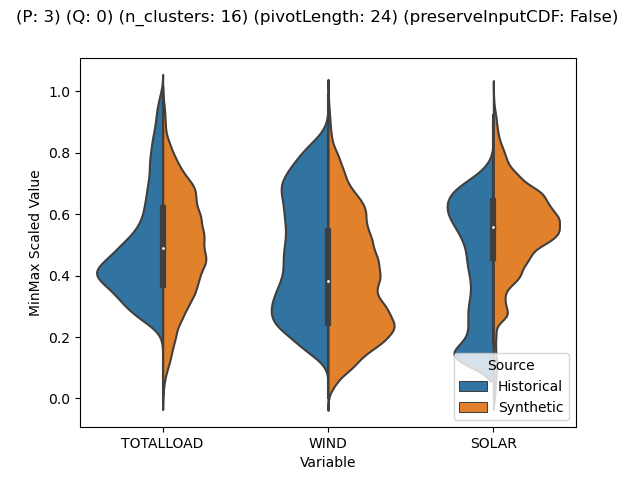 (P: 3) (Q: 0) (n_clusters: 16) (pivotLength: 24) (preserveInputCDF: False)
1.0
0.8
0.6
0.4
0.2
0.0
MinMax Scaled Value
Source
Historical
Synthetic
TOTALLOAD WIND SOLAR
Variable